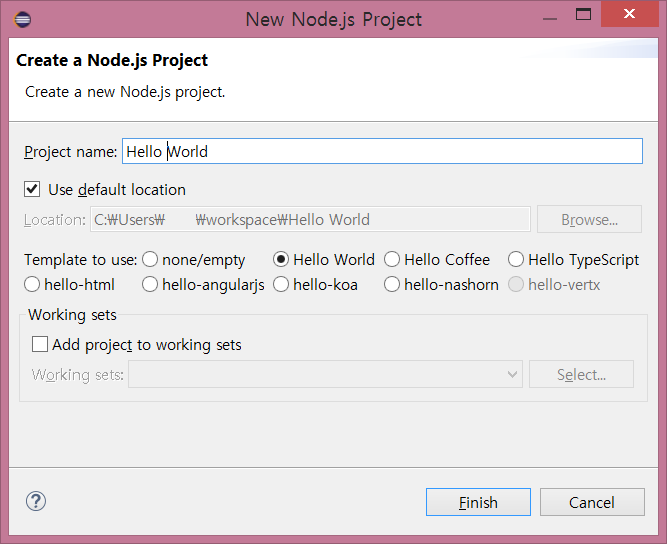 New Node.js Project
Create a Node.js Project
Create a new Node.js project.
Project name: Hello World
Use default location
Location: C:₩Users₩ ₩workspace₩Hello World Browse...
Template to use: none/empty Hello World Hello Coffee Hello TypeScript
hello-html hello-angularjs hello-koa hello-nashorn hello-vertx
Working sets
Add project to working sets
Working sets: Select...
Finish Cancel